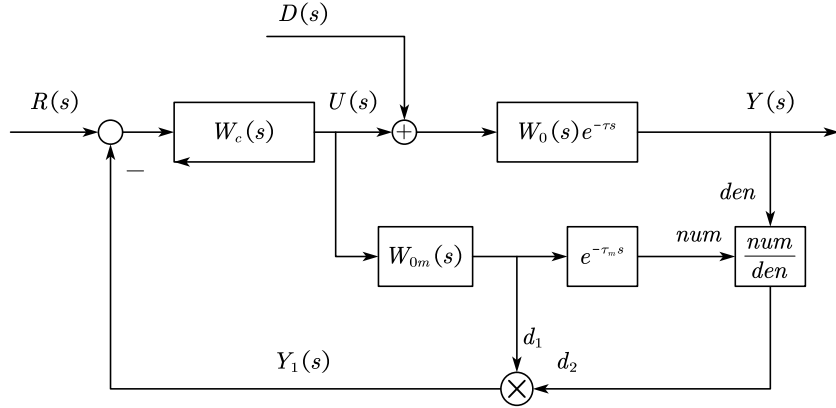 D(s)
R(s)
U(s)
Y(s)
W_c(s)
+
W_0(s)e^{-τs}
−
den
num
W_{0m}(s)
e^{-τ_m s}
num
den
d_1
Y_1(s)
d_2
×